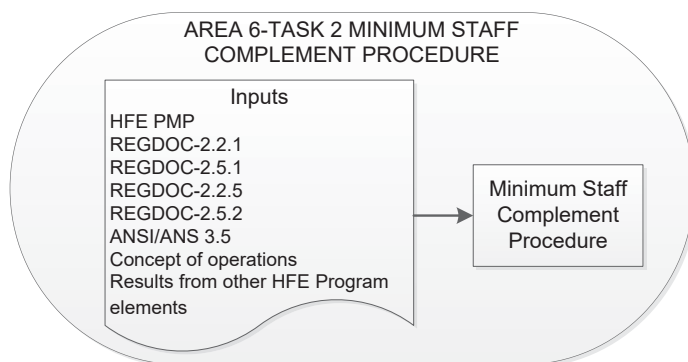 AREA 6-TASK 2 MINIMUM STAFF
COMPLEMENT PROCEDURE
Inputs
HFE PMP
REGDOC-2.2.1
REGDOC-2.5.1
REGDOC-2.2.5
REGDOC-2.5.2
ANSI/ANS 3.5
Concept of operations
Results from other HFE Program
elements
Minimum Staff
Complement
Procedure